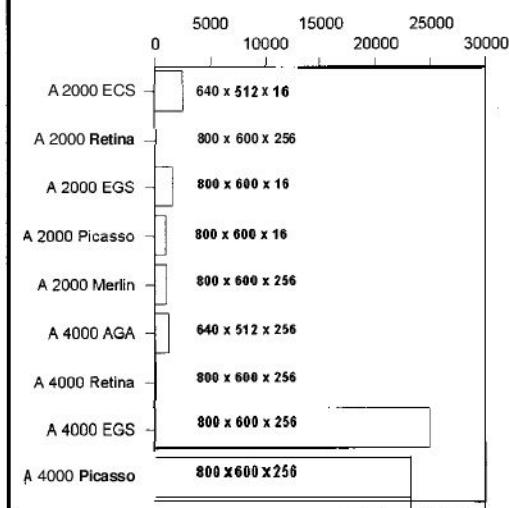 5000 15000 25000
0 10000 20000 30000
A 2000 ECS 640 x 512 x 16
A 2000 Retina 800 x 600 x 256
A 2000 EGS 800 x 600 x 16
A 2000 Picasso 800 x 600 x 16
A 2000 Merlin 800 x 600 x 256
A 4000 AGA 640 x 512 x 256
A 4000 Retina 800 x 600 x 256
A 4000 EGS 800 x 600 x 256
A 4000 Picasso 800 X 600 X 256